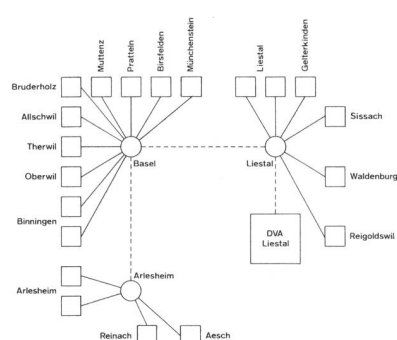 Muttenz
Pratteln
Birsfelden
Münchenstein
Liestal
Gelterkinden
Bruderholz
Allschwil
Therwil
Oberwil
Binningen
Basel
Liestal
Sissach
Waldenburg
Reigoldswil
DVA
Liestal
Arlesheim
Arlesheim
Reinach
Aesch